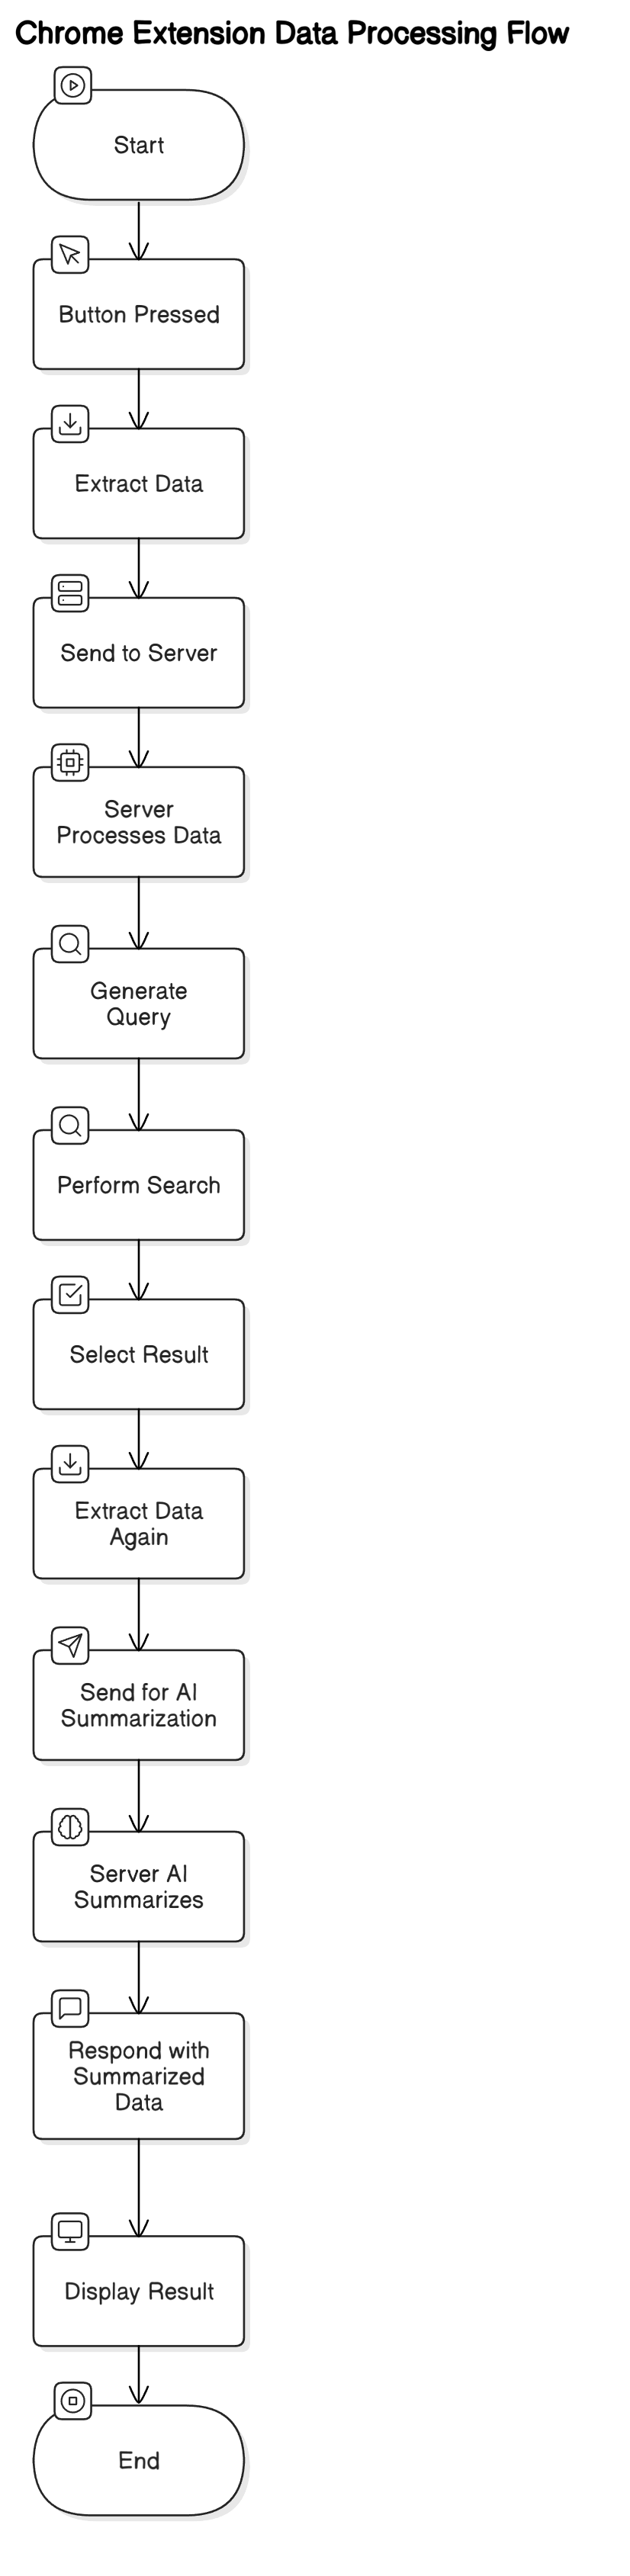 Chrome Extension Data Processing Flow
Start
Button Pressed
Extract Data
Send to Server
Server
Processes Data
Generate
Query
Perform Search
Select Result
Extract Data
Again
Send for AI
Summarization
Server AI
Summarizes
Respond with
Summarized
Data
Display Result
End